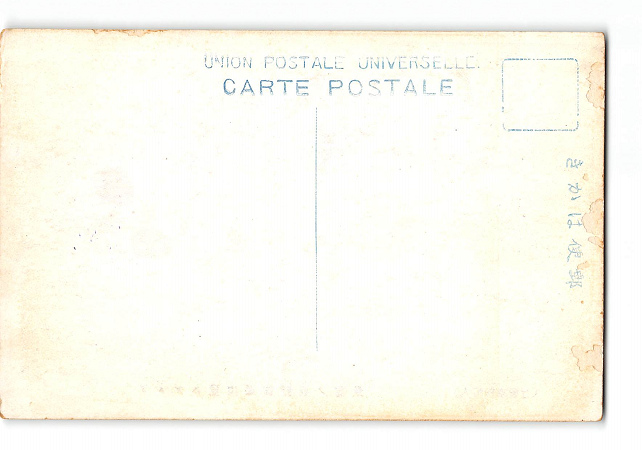 UNION POSTALE UNIVERSELLE.
CARTE POSTALE
きかは便郵